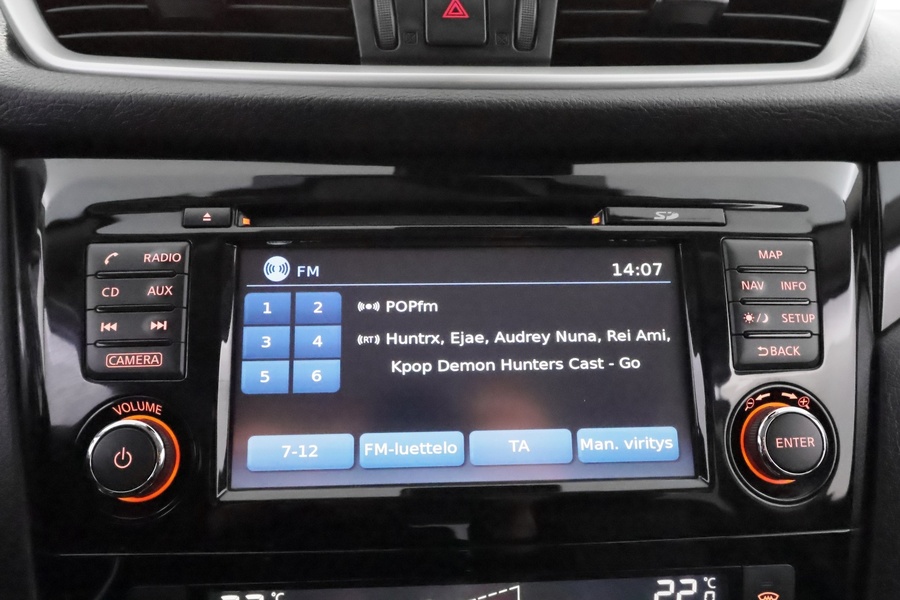 SD
RADIO
CD AUX
CAMERA
VOLUME
FM 14:07
1 2
3 4
5 6
POPfm
(RT) Huntrx, Ejae, Audrey Nuna, Rei Ami,
Kpop Demon Hunters Cast - Go
7-12 FM-luettelo TA Man. viritys
MAP
NAV INFO
SETUP
BACK
ENTER
22°C